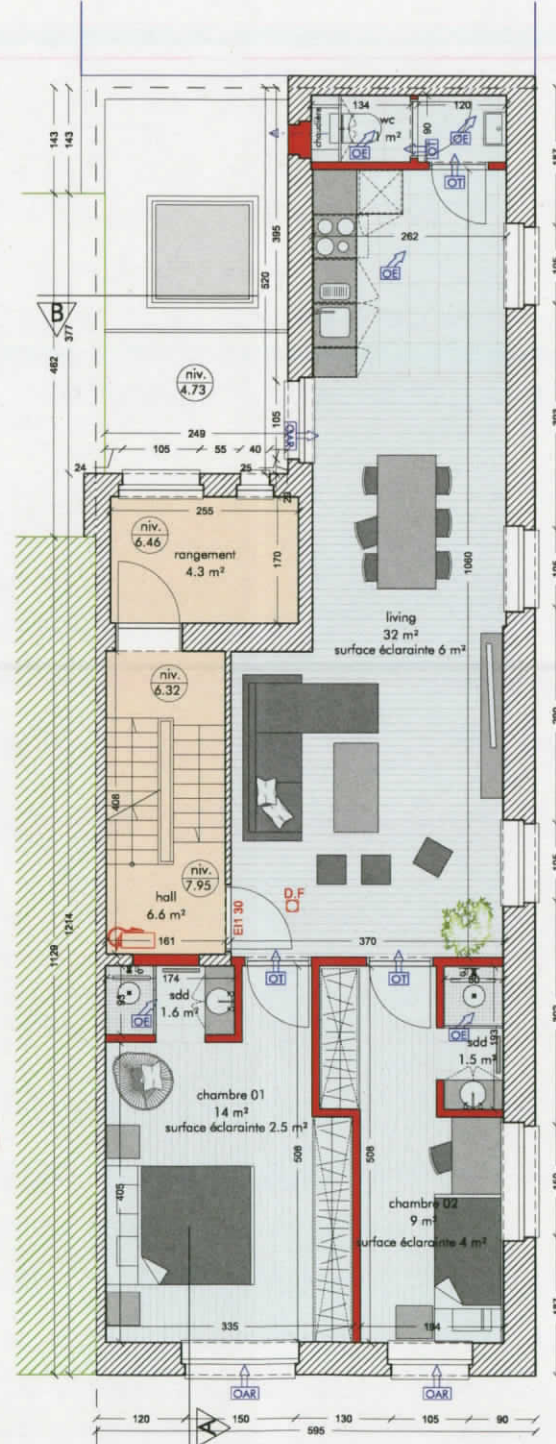 134
120
wc
1 m²
90
chaudière
OE
OT
OE
OT
143
143
395
520
262
OE
B
482
377
niv.
4.73
105
OAR
249
105
55
40
24
25
255
niv.
6.46
rangement
4.3 m²
170
1060
living
32 m²
surface éclarainte 6 m²
niv.
6.32
408
niv.
7.95
hall
6.6 m²
161
EI1 30
D.F
370
OT
OT
1129
1214
174
93
sdd
1.6 m²
OE
OE
193
sdd
1.5 m²
chambre 01
14 m²
surface éclarainte 2.5 m²
405
508
508
chambre 02
9 m²
surface éclarainte 4 m²
335
194
OAR
OAR
120
A
150
130
105
90
595